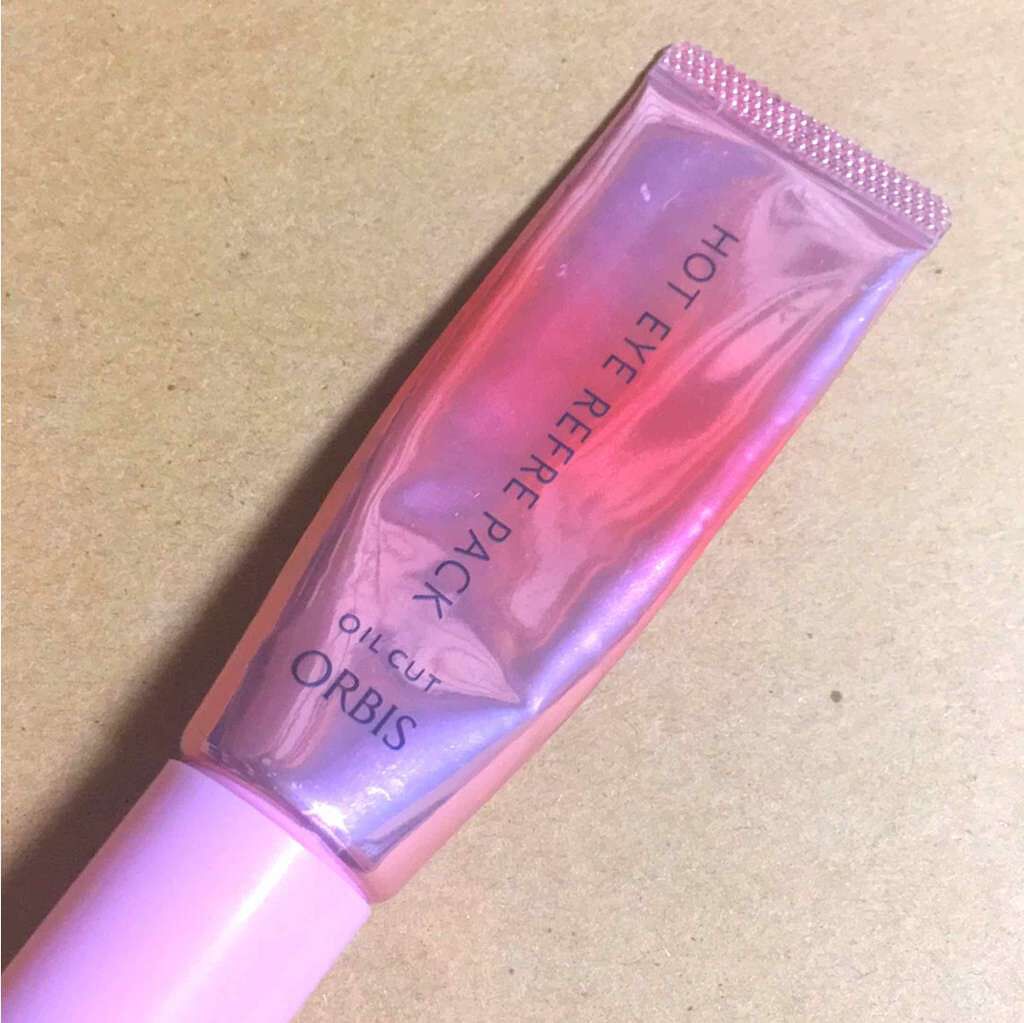 HOT EYE REFRE PACK
OIL CUT
ORBIS